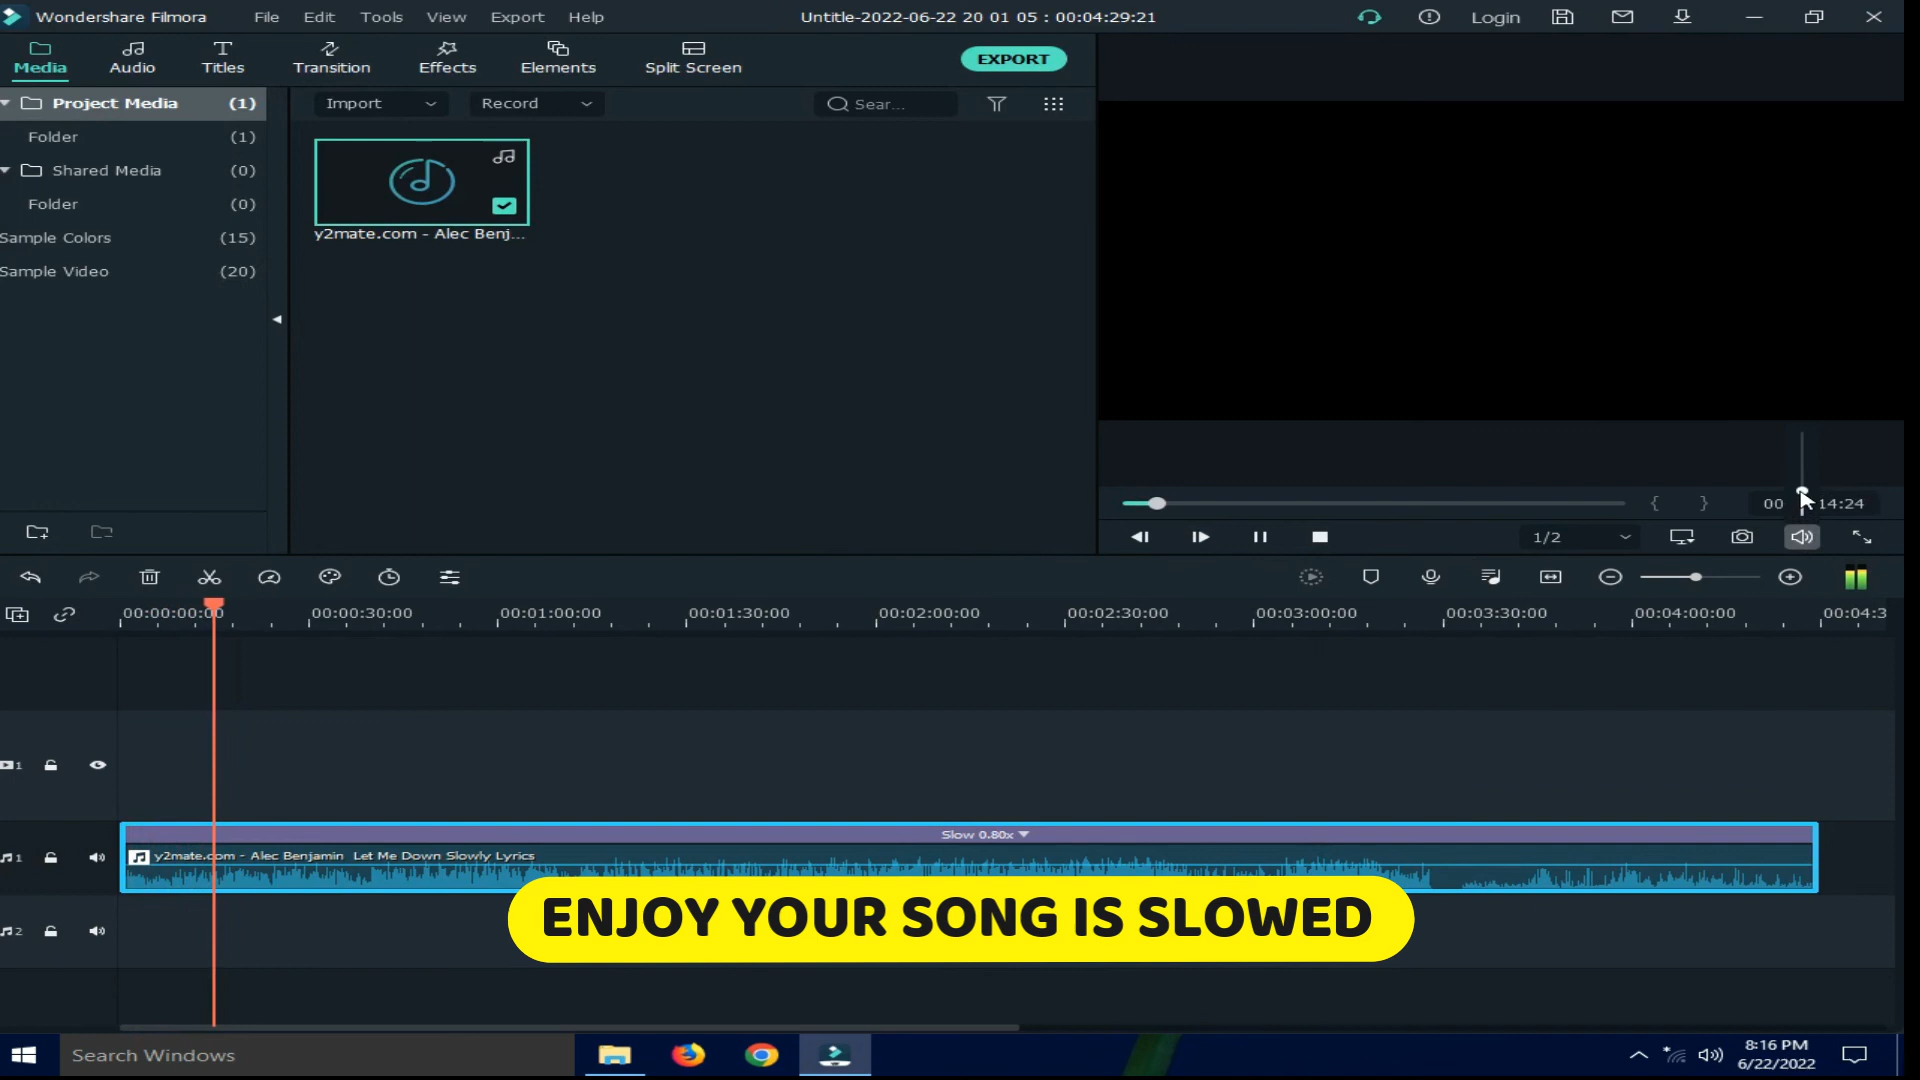 Wondershare Filmora File Edit Tools View Export Help Untitle-2022-06-22 20 01 05 : 00:04:29:21 Login
Media Audio Titles Transition Effects Elements Split Screen EXPORT
Project Media (1)
Folder (1)
Shared Media (0)
Folder (0)
Sample Colors (15)
Sample Video (20)
Import Record Sear...
y2mate.com - Alec Benj...
{ } 00 14:24
1/2
00:00:00:00 00:00:30:00 00:01:00:00 00:01:30:00 00:02:00:00 00:02:30:00 00:03:00:00 00:03:30:00 00:04:00:00 00:04:3
1
Slow 0.80x
1 y2mate.com - Alec Benjamin Let Me Down Slowly Lyrics
ENJOY YOUR SONG IS SLOWED
2
Search Windows
8:16 PM
6/22/2022